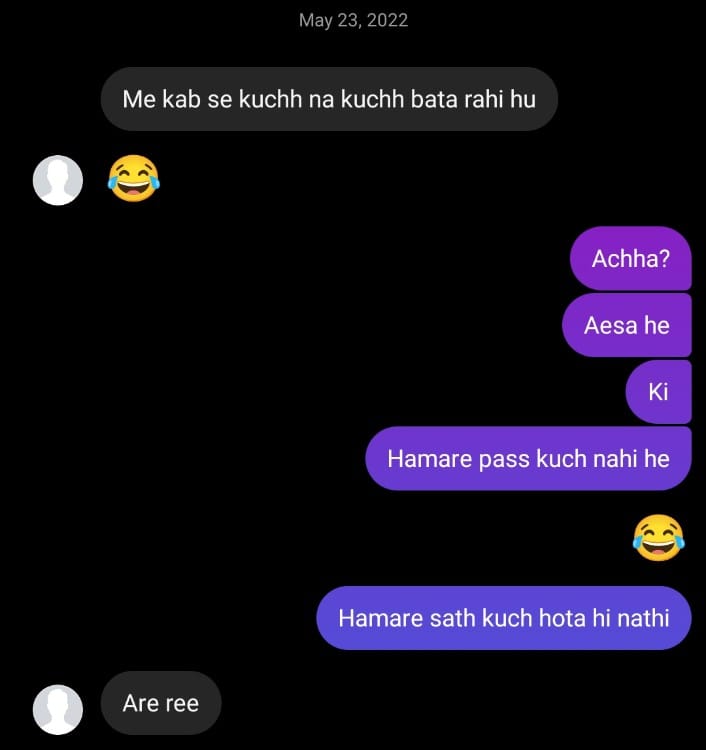 May 23, 2022
Me kab se kuchh na kuchh bata rahi hu
😂
Achha?
Aesa he
Ki
Hamare pass kuch nahi he
😂
Hamare sath kuch hota hi nathi
Are ree